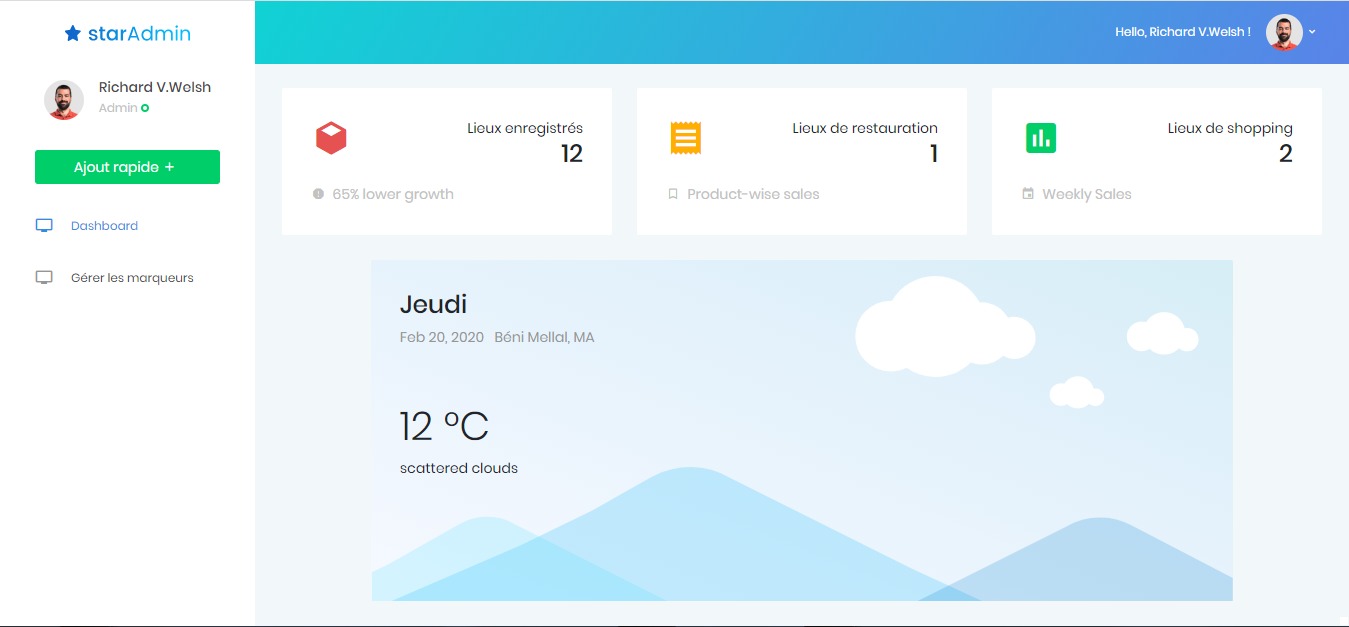 starAdmin
Hello, Richard V.Welsh !
Richard V.Welsh
Admin
Ajout rapide +
Dashboard
Gérer les marqueurs
Lieux enregistrés
12
65% lower growth
Lieux de restauration
1
Product-wise sales
Lieux de shopping
2
Weekly Sales
Jeudi
Feb 20, 2020 Béni Mellal, MA
12 °C
scattered clouds